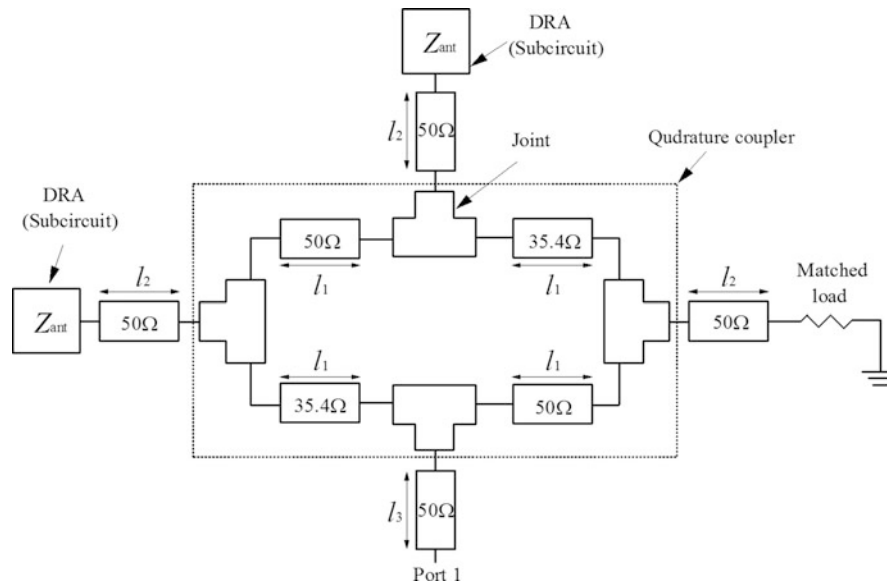 DRA
(Subcircuit)
Zant
l2
50Ω
Joint
Qudrature coupler
DRA
(Subcircuit)
50Ω
35.4Ω
l1
l1
l2
Zant
50Ω
l2
50Ω
Matched
load
l1
35.4Ω
l1
50Ω
l3
50Ω
Port 1